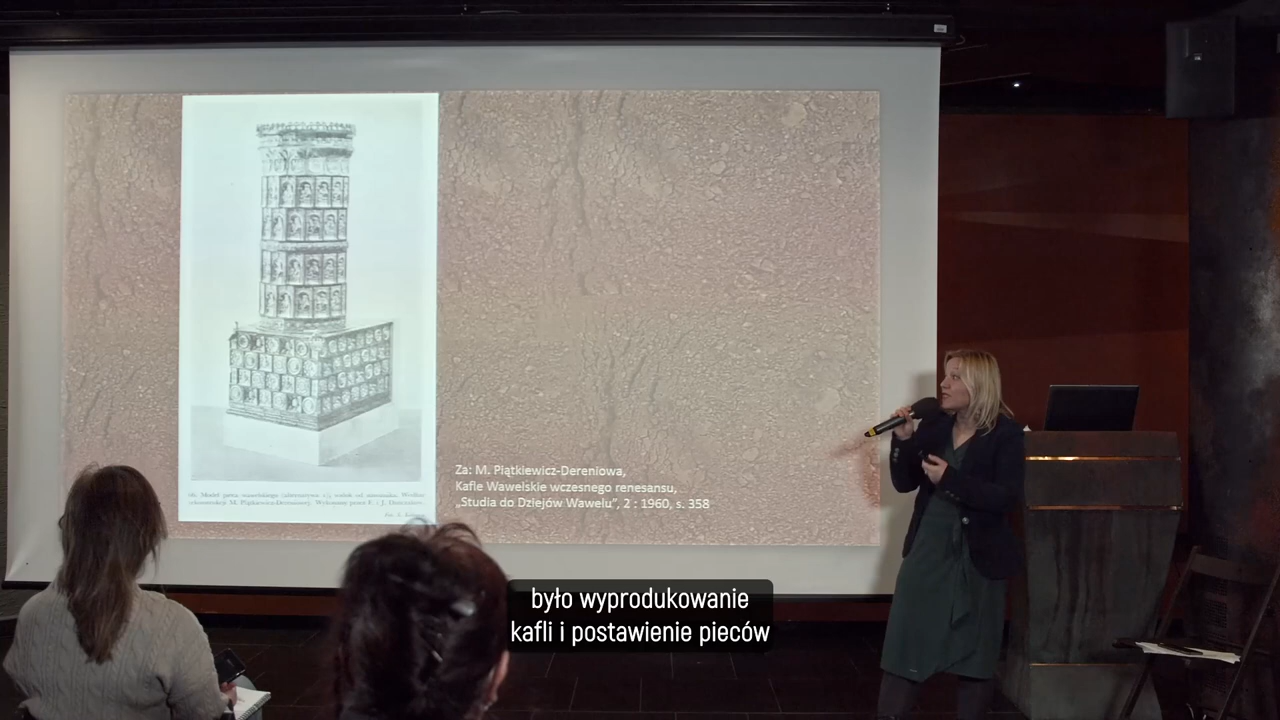 Za: M. Piątkiewicz-Dereniowa,
Kafle Wawelskie wczesnego renesansu,
„Studia do Dziejów Wawelu”, 2 : 1960, s. 358
było wyprodukowanie
kafli i postawienie pieców